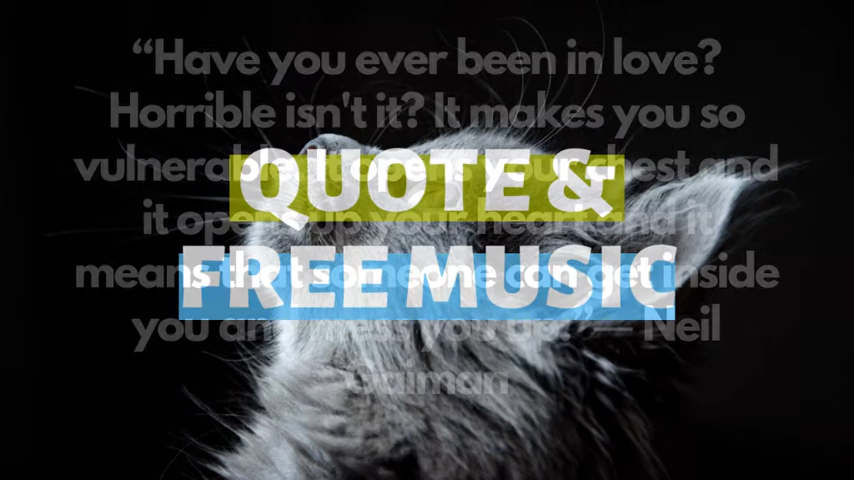 “Have you ever been in love?
Horrible isn't it? It makes you so
vulnerable It opens your chest and
QUOTE &
it opens up your heart and it
means that someone can get inside
FREE MUSIC
you and mess you up.” — Neil
Gaiman